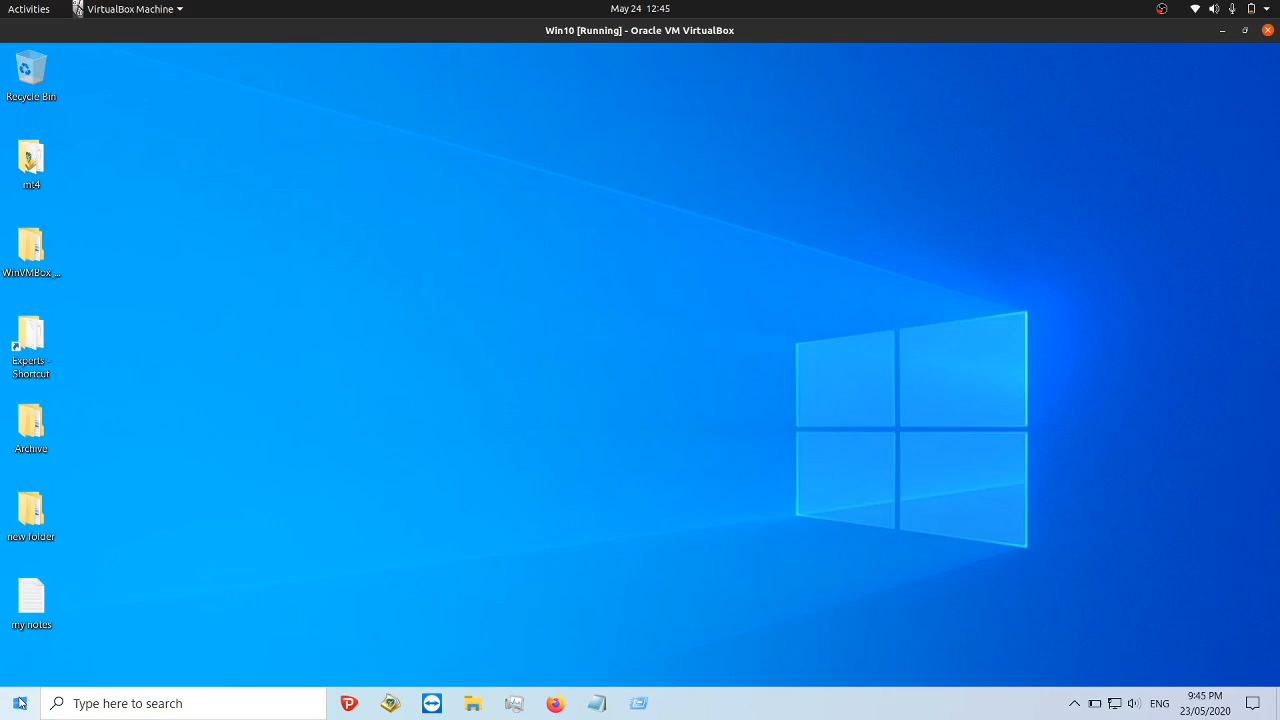 Activities
VirtualBox Machine
May 24 12:45
Win10 [Running] - Oracle VM VirtualBox
Recycle Bin
mt4
WinVMBox_...
Experts -
Shortcut
Archive
new folder
my notes
Type here to search
ENG
9:45 PM
23/05/2020